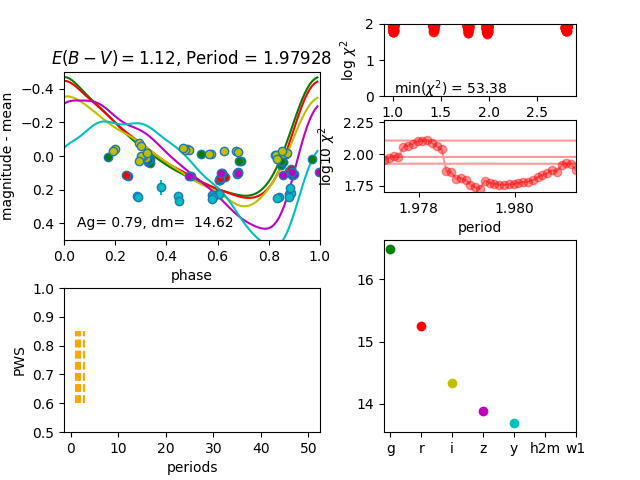 E(B − V) = 1.12, Period = 1.97928
magnitude - mean
−0.4
−0.2
0.0
0.2
0.4
Ag= 0.79, dm=  14.62
0.0 0.2 0.4 0.6 0.8 1.0
phase
log χ²
2
1
0
min(χ²) = 53.38
1.0 1.5 2.0 2.5
log10 χ²
2.25
2.00
1.75
1.978 1.980
period
PWS
1.0
0.9
0.8
0.7
0.6
0.5
0 10 20 30 40 50
periods
16
15
14
g r i z y h2m w1